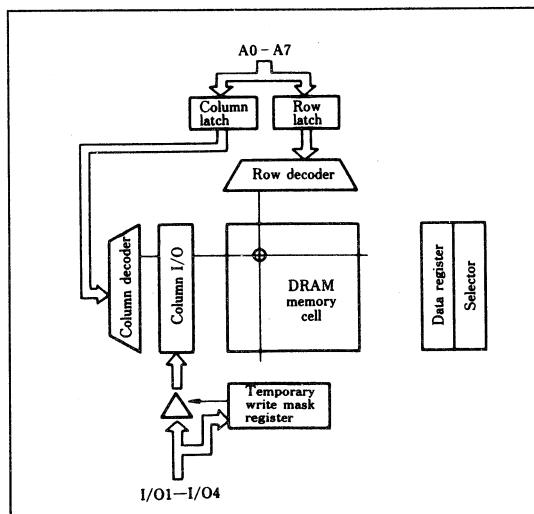 A0 – A7
Column
latch
Row
latch
Row decoder
Column decoder
Column I/O
DRAM
memory
cell
Data register
Selector
Temporary
write mask
register
I/O1—I/O4